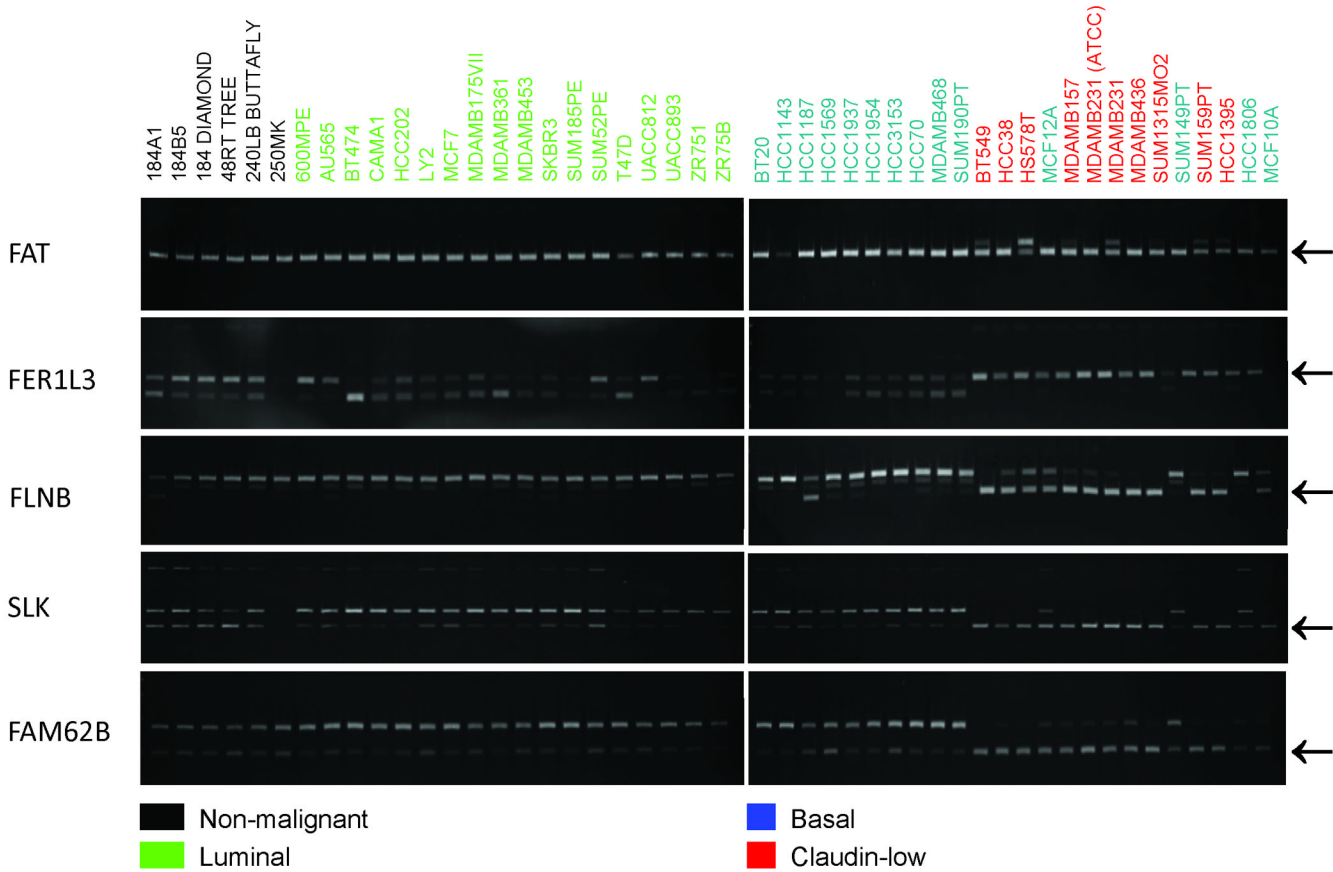 184A1
184B5
184 DIAMOND
48RT TREE
240LB BUTTAFLY
250MK
600MPE
AU565
BT474
CAMA1
HCC202
LY2
MCF7
MDAMB175VII
MDAMB361
MDAMB453
SKBR3
SUM185PE
SUM52PE
T47D
UACC812
UACC893
ZR751
ZR75B
BT20
HCC1143
HCC1187
HCC1569
HCC1937
HCC1954
HCC3153
HCC70
MDAMB468
SUM190PT
BT549
HCC38
HS578T
MCF12A
MDAMB157
MDAMB231 (ATCC)
MDAMB231
MDAMB436
SUM1315MO2
SUM149PT
SUM159PT
HCC1395
HCC1806
MCF10A
FAT
FER1L3
FLNB
SLK
FAM62B
Non-malignant
Basal
Luminal
Claudin-low